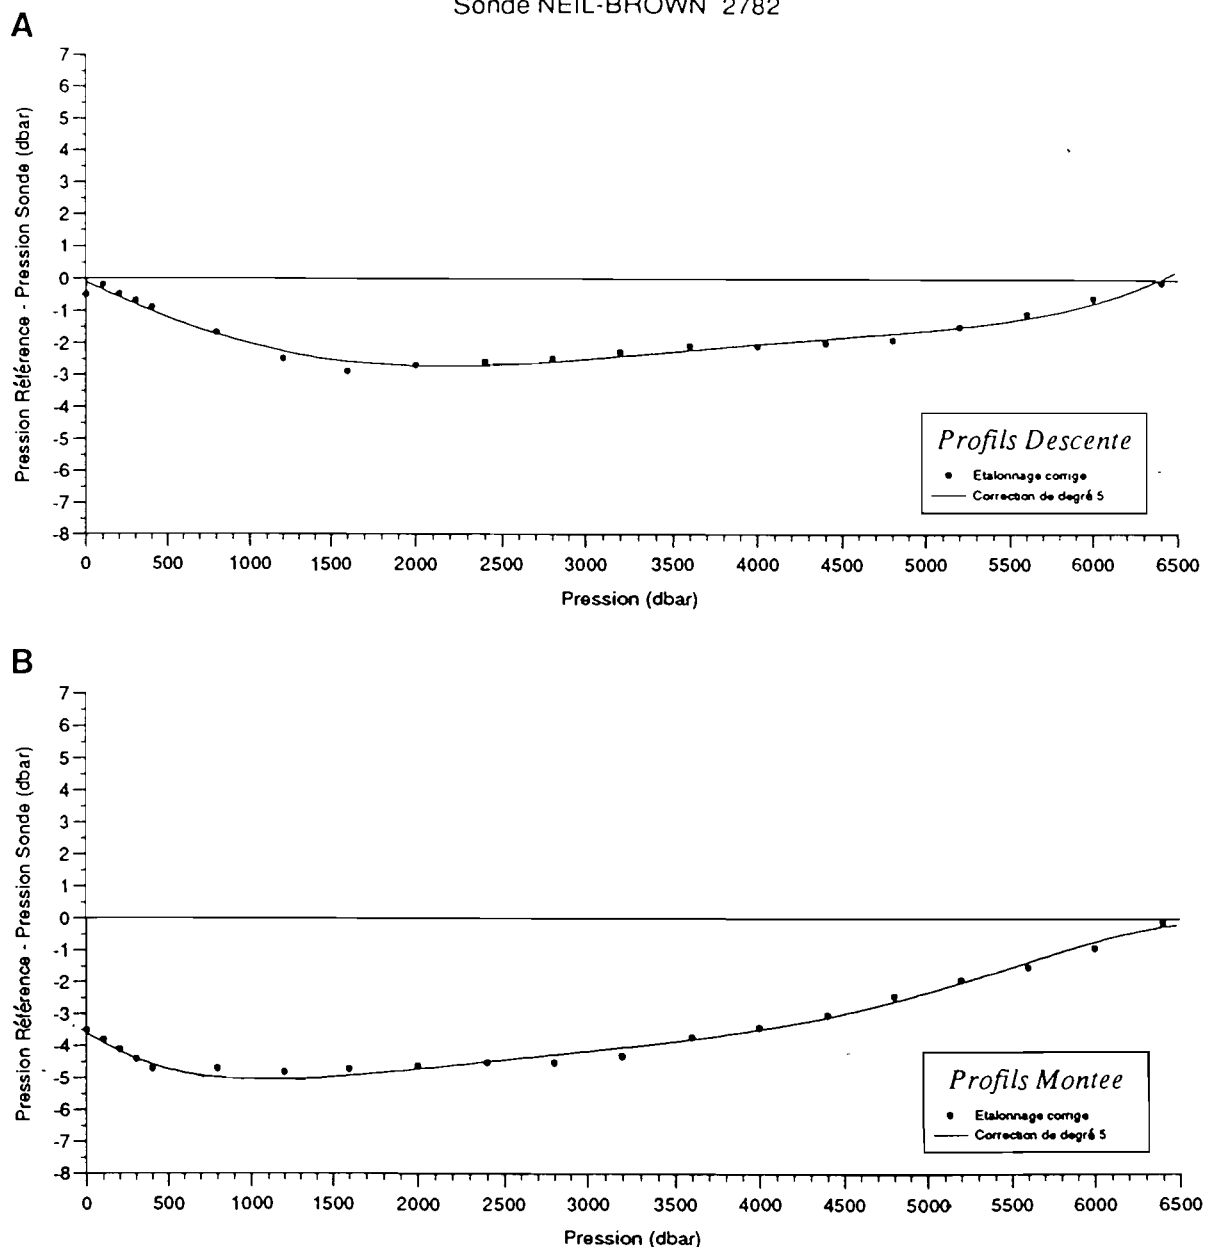 Sonde NEIL-BROWN 2782
A
Pression Référence - Pression Sonde (dbar)
7
6
5
4
3
2
1
0
-1
-2
-3
-4
-5
-6
-7
-8
Profils Descente
Etalonnage corrige
Correction de degré 5
0 500 1000 1500 2000 2500 3000 3500 4000 4500 5000 5500 6000 6500
Pression (dbar)
B
Pression Référence - Pression Sonde (dbar)
7
6
5
4
3
2
1
0
-1
-2
-3
-4
-5
-6
-7
-8
Profils Montee
Etalonnage corrige
Correction de degré 5
0 500 1000 1500 2000 2500 3000 3500 4000 4500 5000 5500 6000 6500
Pression (dbar)